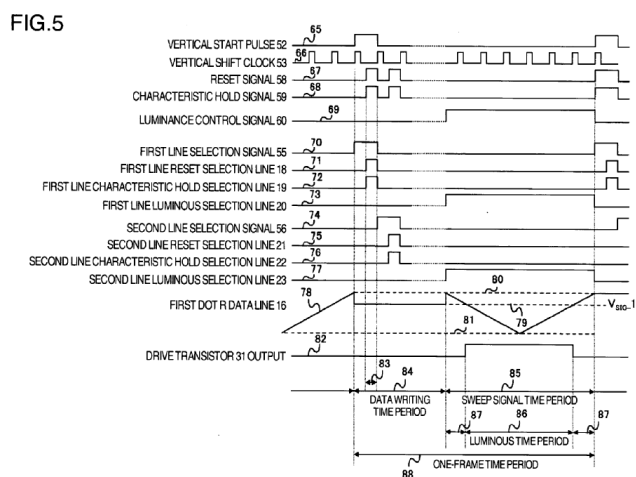 FIG.5
65
VERTICAL START PULSE 52
66
VERTICAL SHIFT CLOCK 53
67
RESET SIGNAL 58
68
CHARACTERISTIC HOLD SIGNAL 59
69
LUMINANCE CONTROL SIGNAL 60
70
FIRST LINE SELECTION SIGNAL 55
71
FIRST LINE RESET SELECTION LINE 18
72
FIRST LINE CHARACTERISTIC HOLD SELECTION LINE 19
73
FIRST LINE LUMINOUS SELECTION LINE 20
74
SECOND LINE SELECTION SIGNAL 56
75
SECOND LINE RESET SELECTION LINE 21
76
SECOND LINE CHARACTERISTIC HOLD SELECTION LINE 22
77
SECOND LINE LUMINOUS SELECTION LINE 23
80
78
FIRST DOT R DATA LINE 16
VSIG_1
79
81
82
DRIVE TRANSISTOR 31 OUTPUT
83
84
85
DATA WRITING TIME PERIOD
SWEEP SIGNAL TIME PERIOD
87
86
87
LUMINOUS TIME PERIOD
ONE-FRAME TIME PERIOD
88